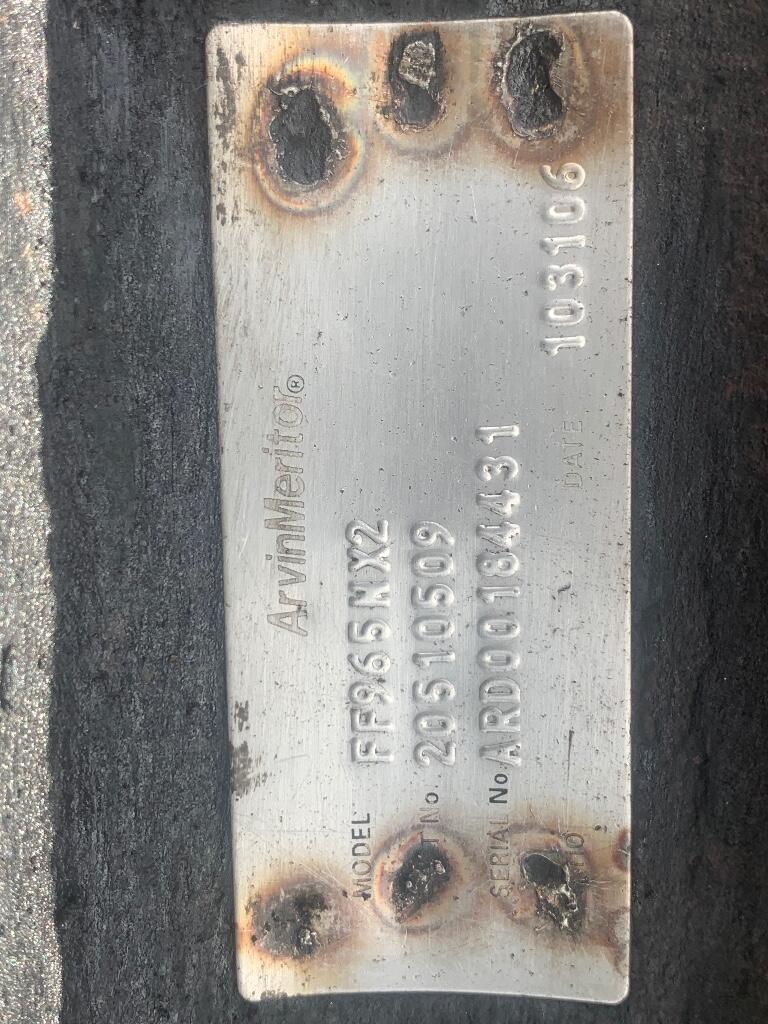 ArvinMeritor®
MODEL FF965NX2
T No. 20510509
SERIAL No. ARD00184431
DATE 103106